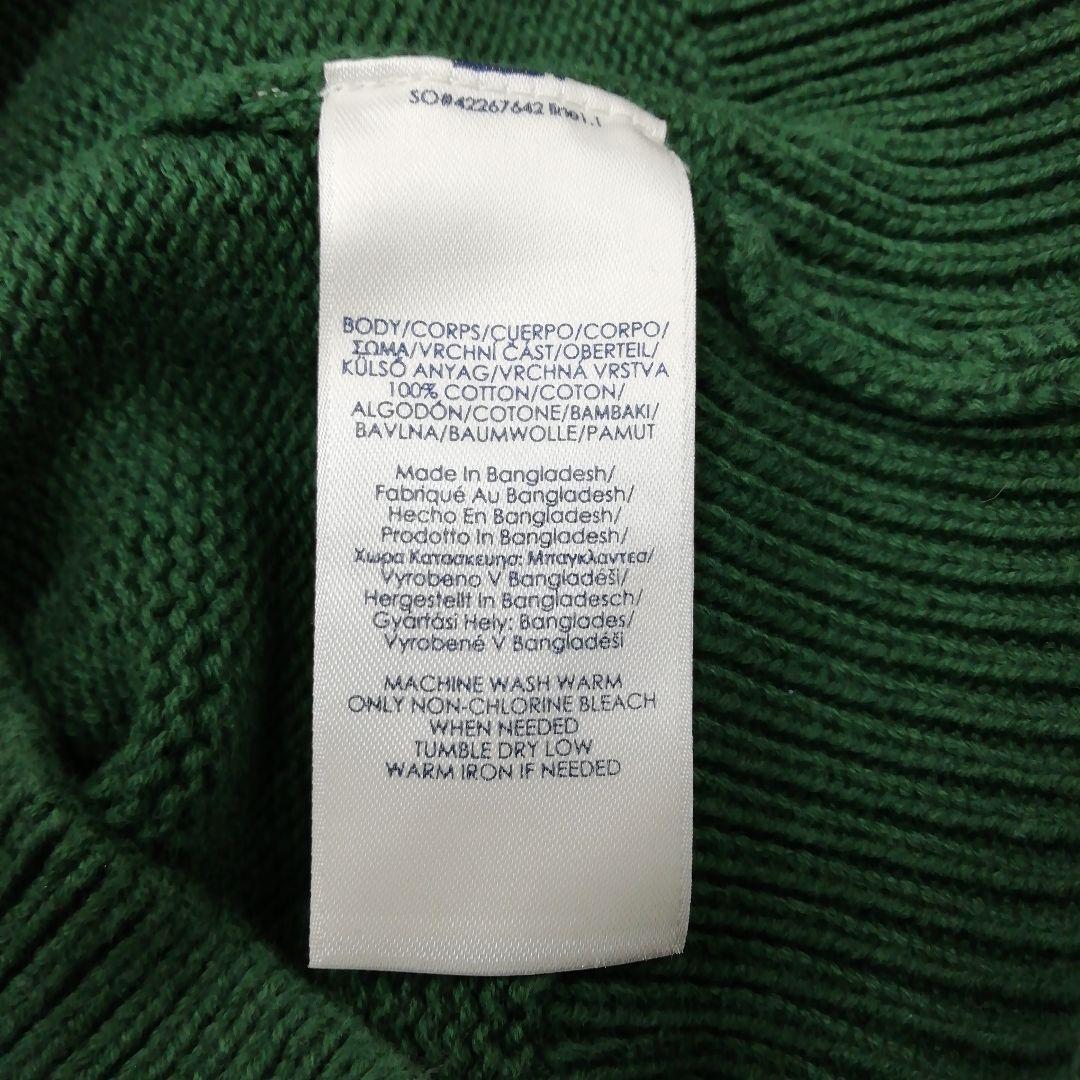 SO#42267642 line1.1
BODY/CORPS/CUERPO/CORPO/
ΣΩΜΑ/VRCHNÍ ČÁST/OBERTEIL/
KÜLSŐ ANYAG/VRCHNÁ VRSTVA
100% COTTON/COTON/
ALGODÓN/COTONE/BAMBAKI/
BAVLNA/BAUMWOLLE/PAMUT
Made In Bangladesh/
Fabriqué Au Bangladesh/
Hecho En Bangladesh/
Prodotto In Bangladesh/
Χωρα Κατασκευησ: Μπαγκλαντεσ/
Vyrobeno V Bangladéši/
Hergestellt In Bangladesch/
Gyártási Hely: Banglades/
Vyrobené V Bangladéši
MACHINE WASH WARM
ONLY NON-CHLORINE BLEACH
WHEN NEEDED
TUMBLE DRY LOW
WARM IRON IF NEEDED